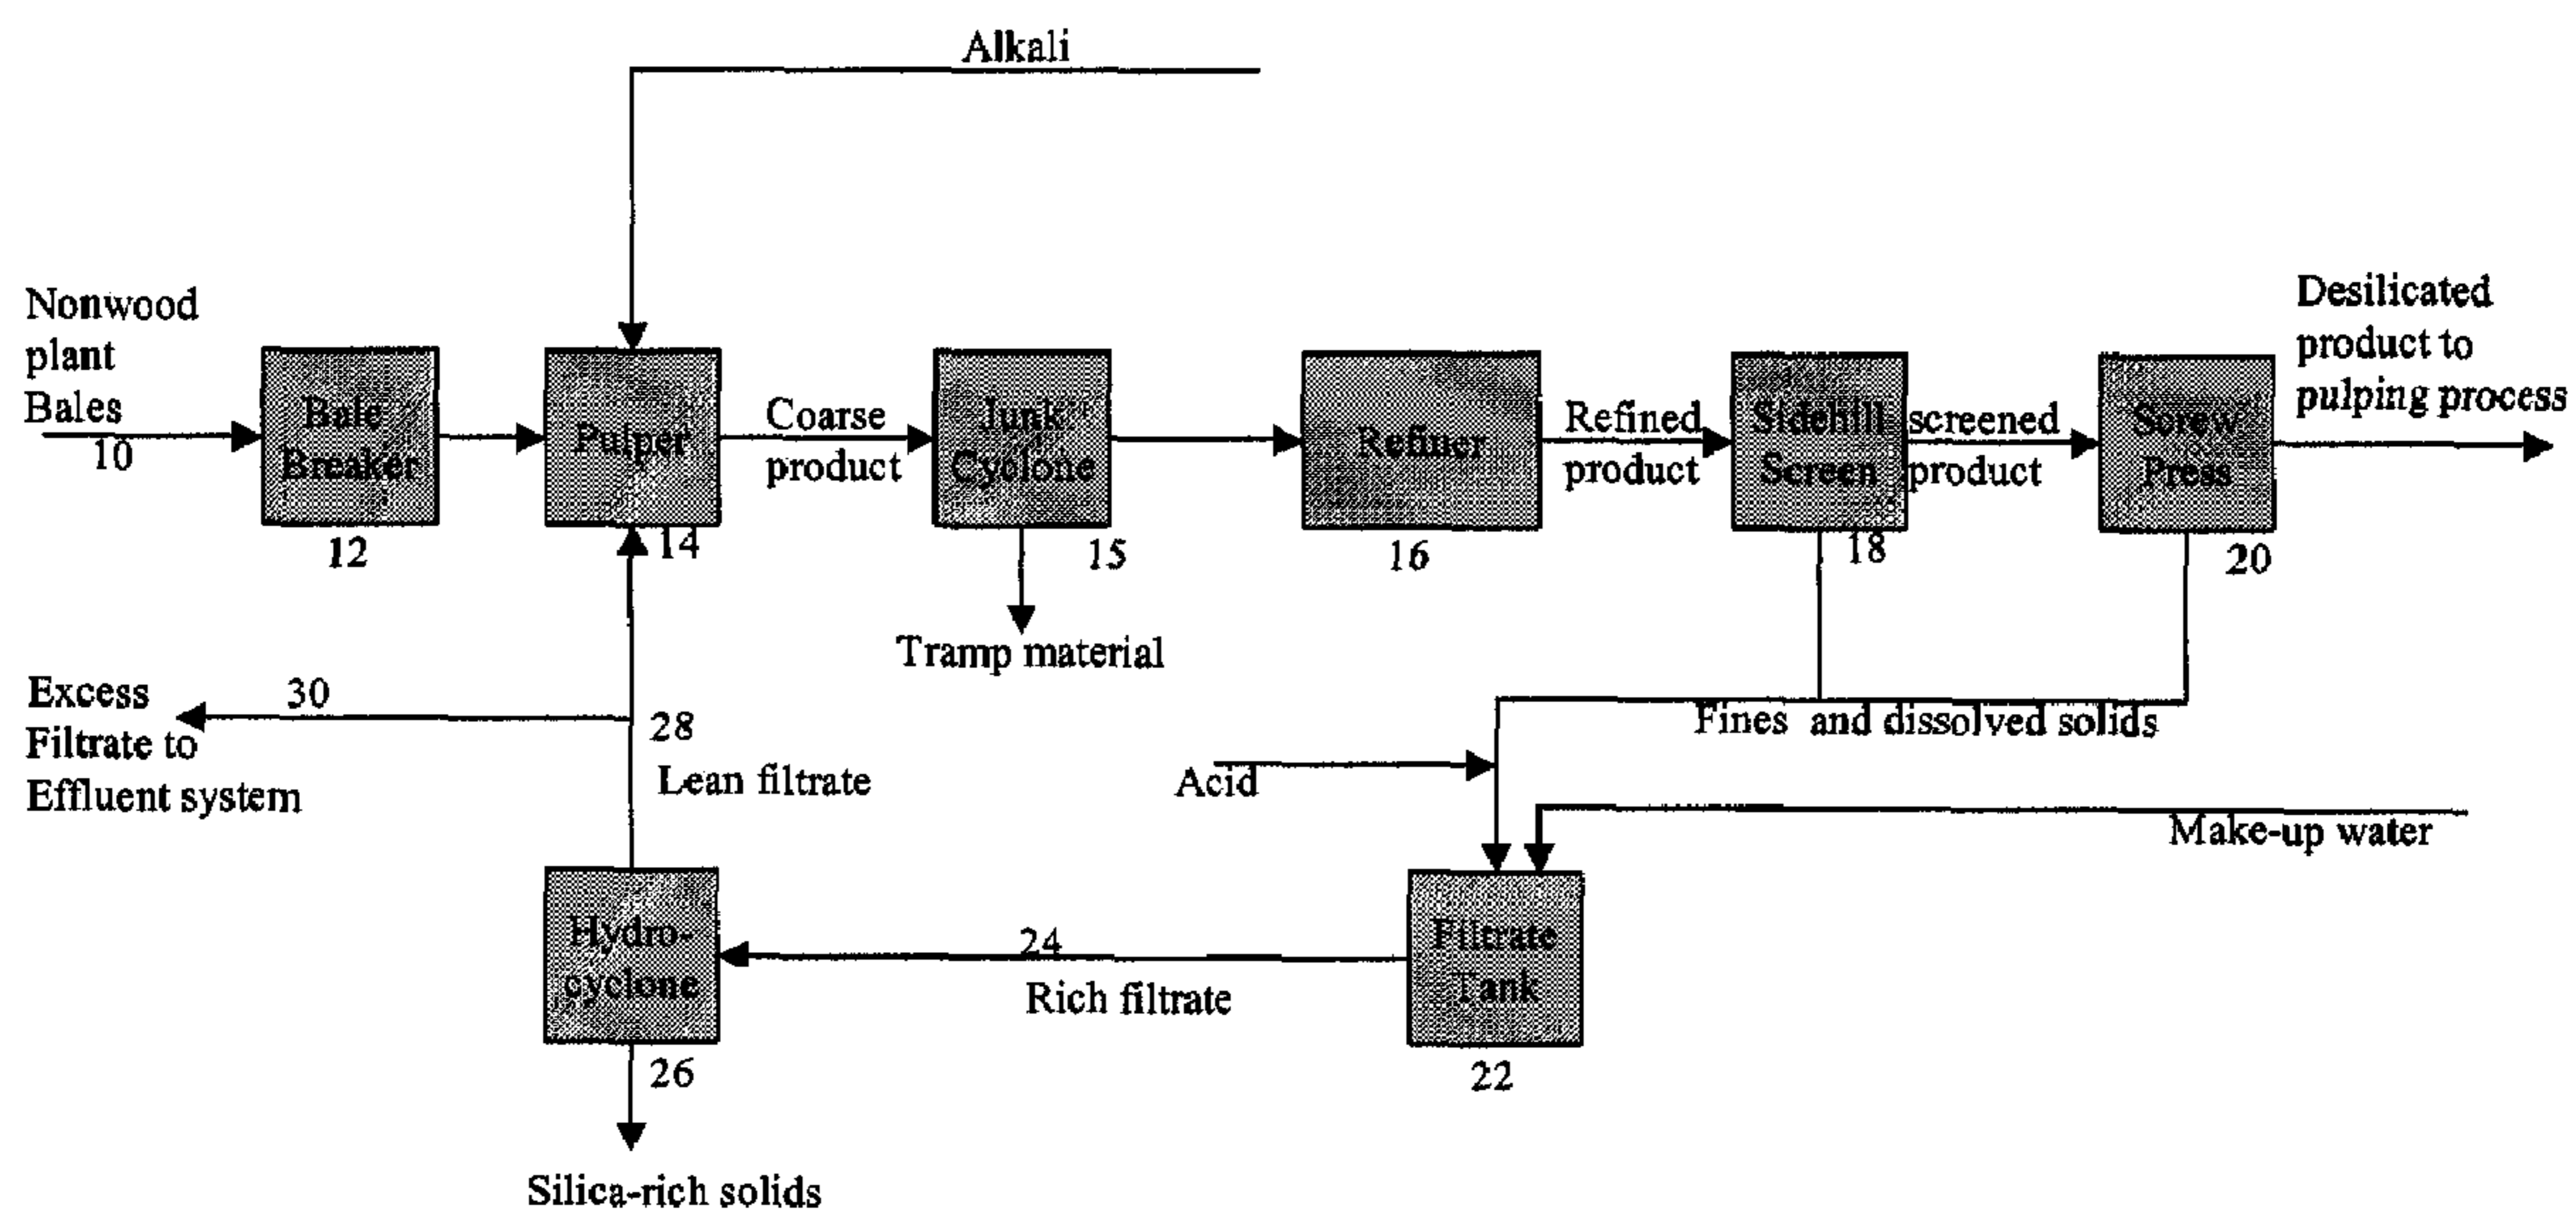 Alkali
Nonwood
plant
Bales
10
Bale
Breaker
12
Pulper
14
Coarse
product
Junk
Cyclone
15
Tramp material
Refiner
16
Refined
product
Sidehill
Screen
18
screened
product
Screw
Press
20
Desilicated
product to
pulping process
Excess
Filtrate to
Effluent system
30
28
Lean filtrate
Fines and dissolved solids
Acid
Make-up water
Hydro-
cyclone
26
24
Rich filtrate
Filtrate
Tank
22
Silica-rich solids